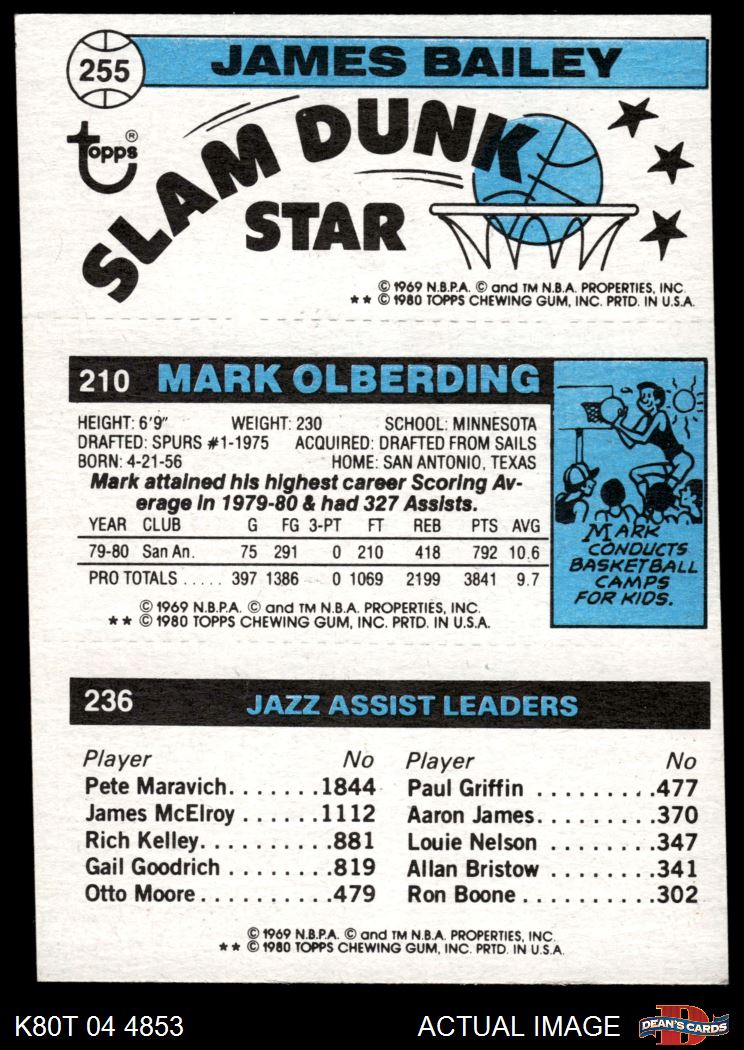 255 JAMES BAILEY
topps ®
SLAM DUNK
STAR
© 1969 N.B.P.A. © and TM N.B.A. PROPERTIES, INC.
★★ © 1980 TOPPS CHEWING GUM, INC. PRTD. IN U.S.A.
210 MARK OLBERDING
HEIGHT: 6'9" WEIGHT: 230 SCHOOL: MINNESOTA
DRAFTED: SPURS #1-1975 ACQUIRED: DRAFTED FROM SAILS
BORN: 4-21-56 HOME: SAN ANTONIO, TEXAS
Mark attained his highest career Scoring Av-
erage in 1979-80 & had 327 Assists.
YEAR CLUB G FG 3-PT FT REB PTS AVG
79-80 San An. 75 291 0 210 418 792 10.6
PRO TOTALS ..... 397 1386 0 1069 2199 3841 9.7
© 1969 N.B.P.A. © and TM N.B.A. PROPERTIES, INC.
★★ © 1980 TOPPS CHEWING GUM, INC. PRTD. IN U.S.A.
MARK
CONDUCTS
BASKETBALL
CAMPS
FOR KIDS.
236 JAZZ ASSIST LEADERS
Player No
Pete Maravich.......1844
James McElroy.......1112
Rich Kelley..........881
Gail Goodrich........819
Otto Moore..........479
Player No
Paul Griffin.........477
Aaron James.........370
Louie Nelson........347
Allan Bristow........341
Ron Boone..........302
© 1969 N.B.P.A. © and TM N.B.A. PROPERTIES, INC.
★★ © 1980 TOPPS CHEWING GUM, INC. PRTD. IN U.S.A.
K80T 04 4853 ACTUAL IMAGE DEAN'S CARDS